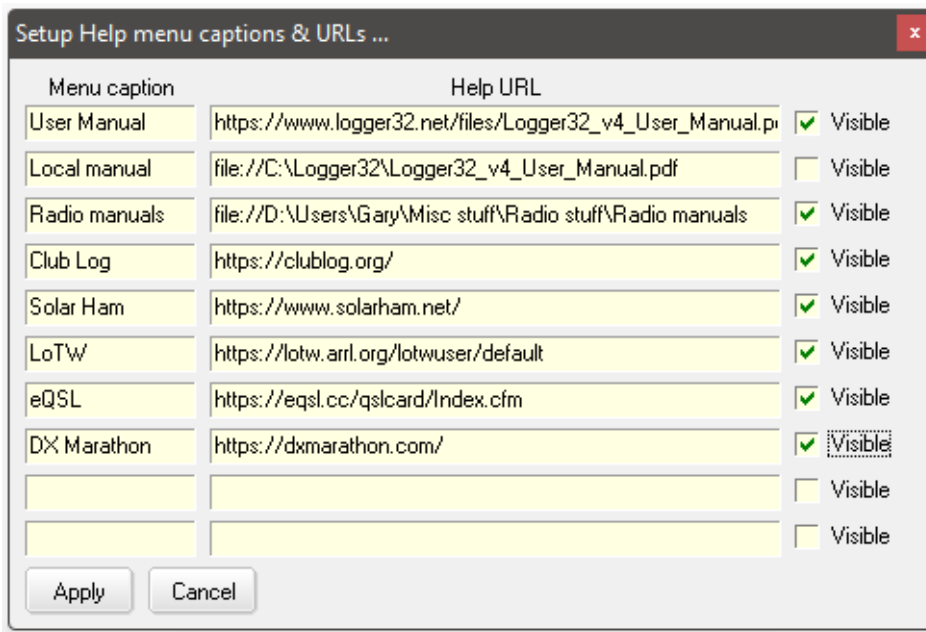 Setup Help menu captions & URLs ...
x
Menu caption Help URL
User Manual https://www.logger32.net/files/Logger32_v4_User_Manual.p Visible
Local manual file://C:\Logger32\Logger32_v4_User_Manual.pdf Visible
Radio manuals file://D:\Users\Gary\Misc stuff\Radio stuff\Radio manuals Visible
Club Log https://clublog.org/ Visible
Solar Ham https://www.solarham.net/ Visible
LoTW https://lotw.arrl.org/lotwuser/default Visible
eQSL https://eqsl.cc/qslcard/Index.cfm Visible
DX Marathon https://dxmarathon.com/ Visible
Visible
Visible
Apply Cancel